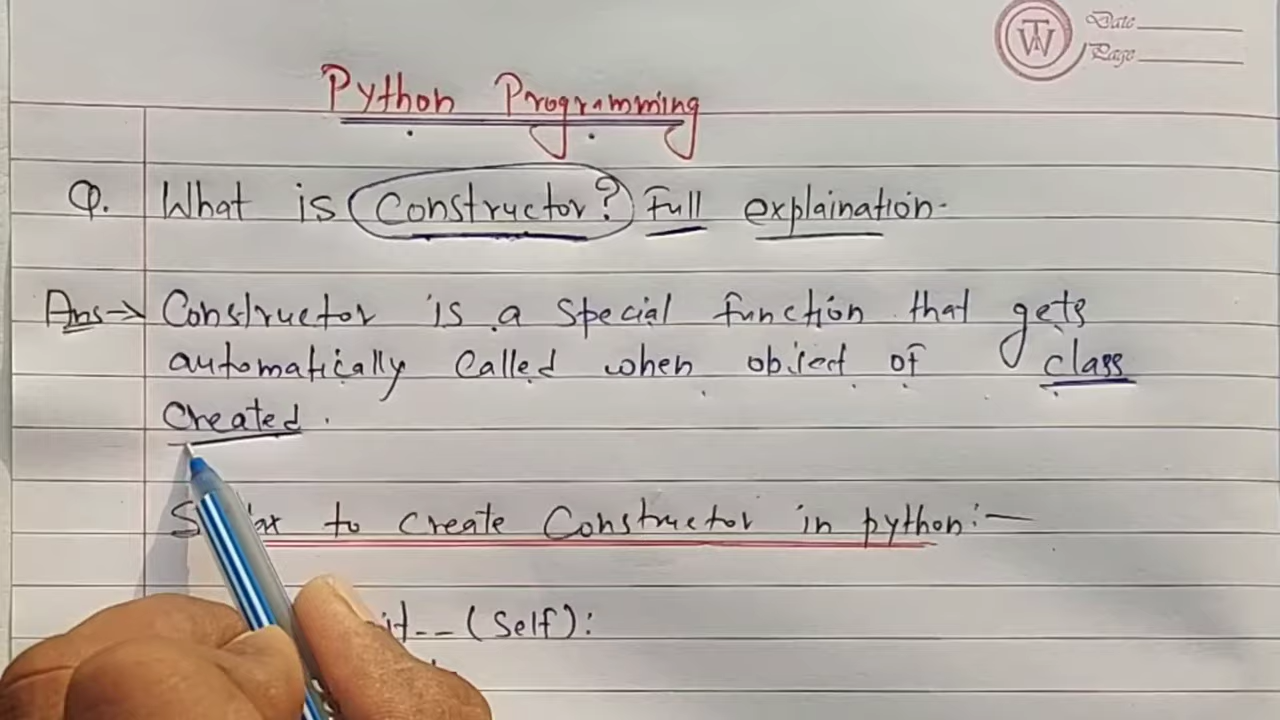 Date
Page
Python Programming
Q. What is Constructor? Full explaination.
Ans→ Constructor is a special function that gets
automatically called when object of class
Created.
to create Constructor in python:—
(self):